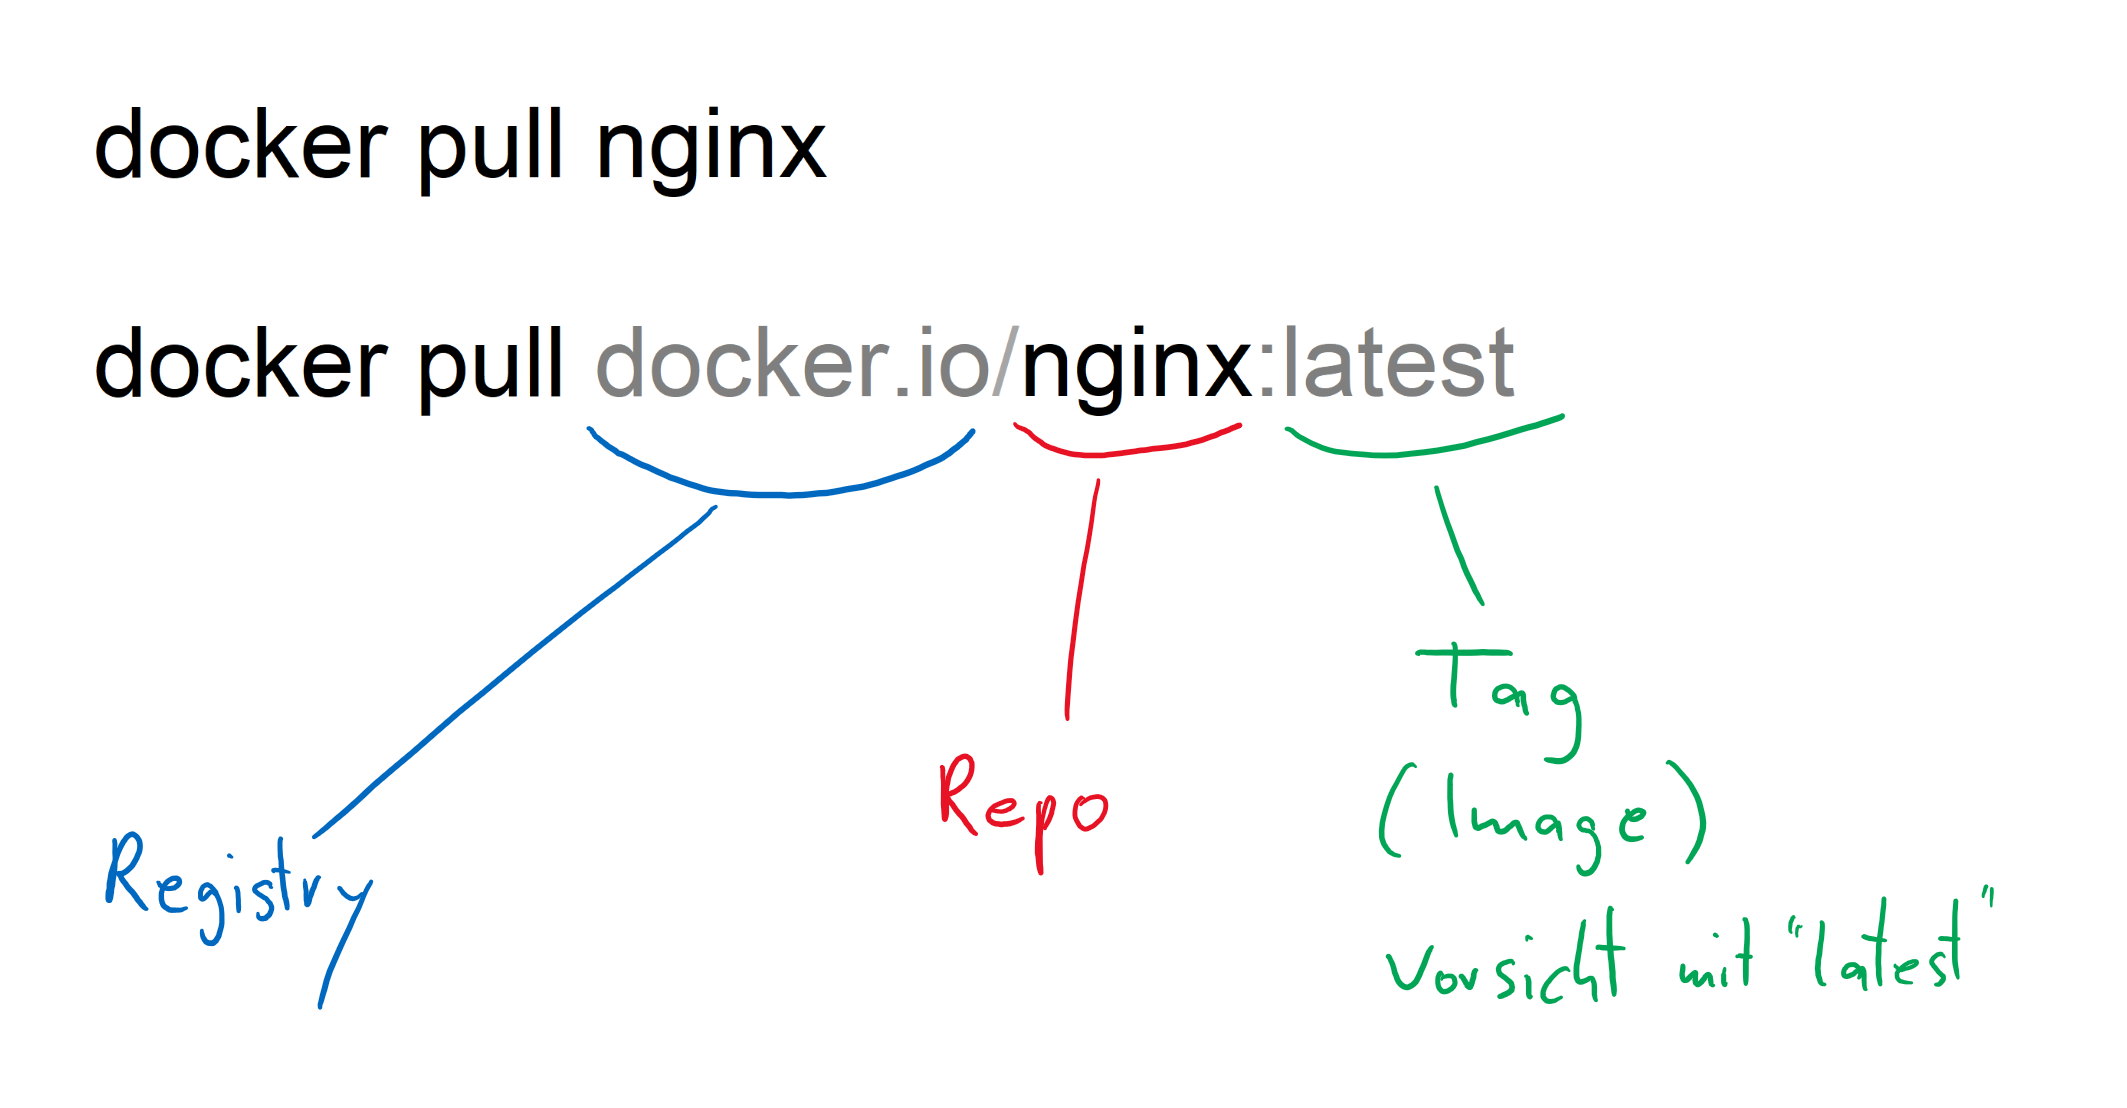 docker pull nginx
docker pull docker.io/nginx:latest
Registry
Repo
Tag
(Image)
Vorsicht mit "latest"